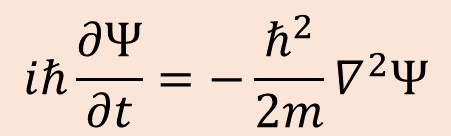 iħ ∂Ψ/∂t = − ħ²/2m ∇²Ψ